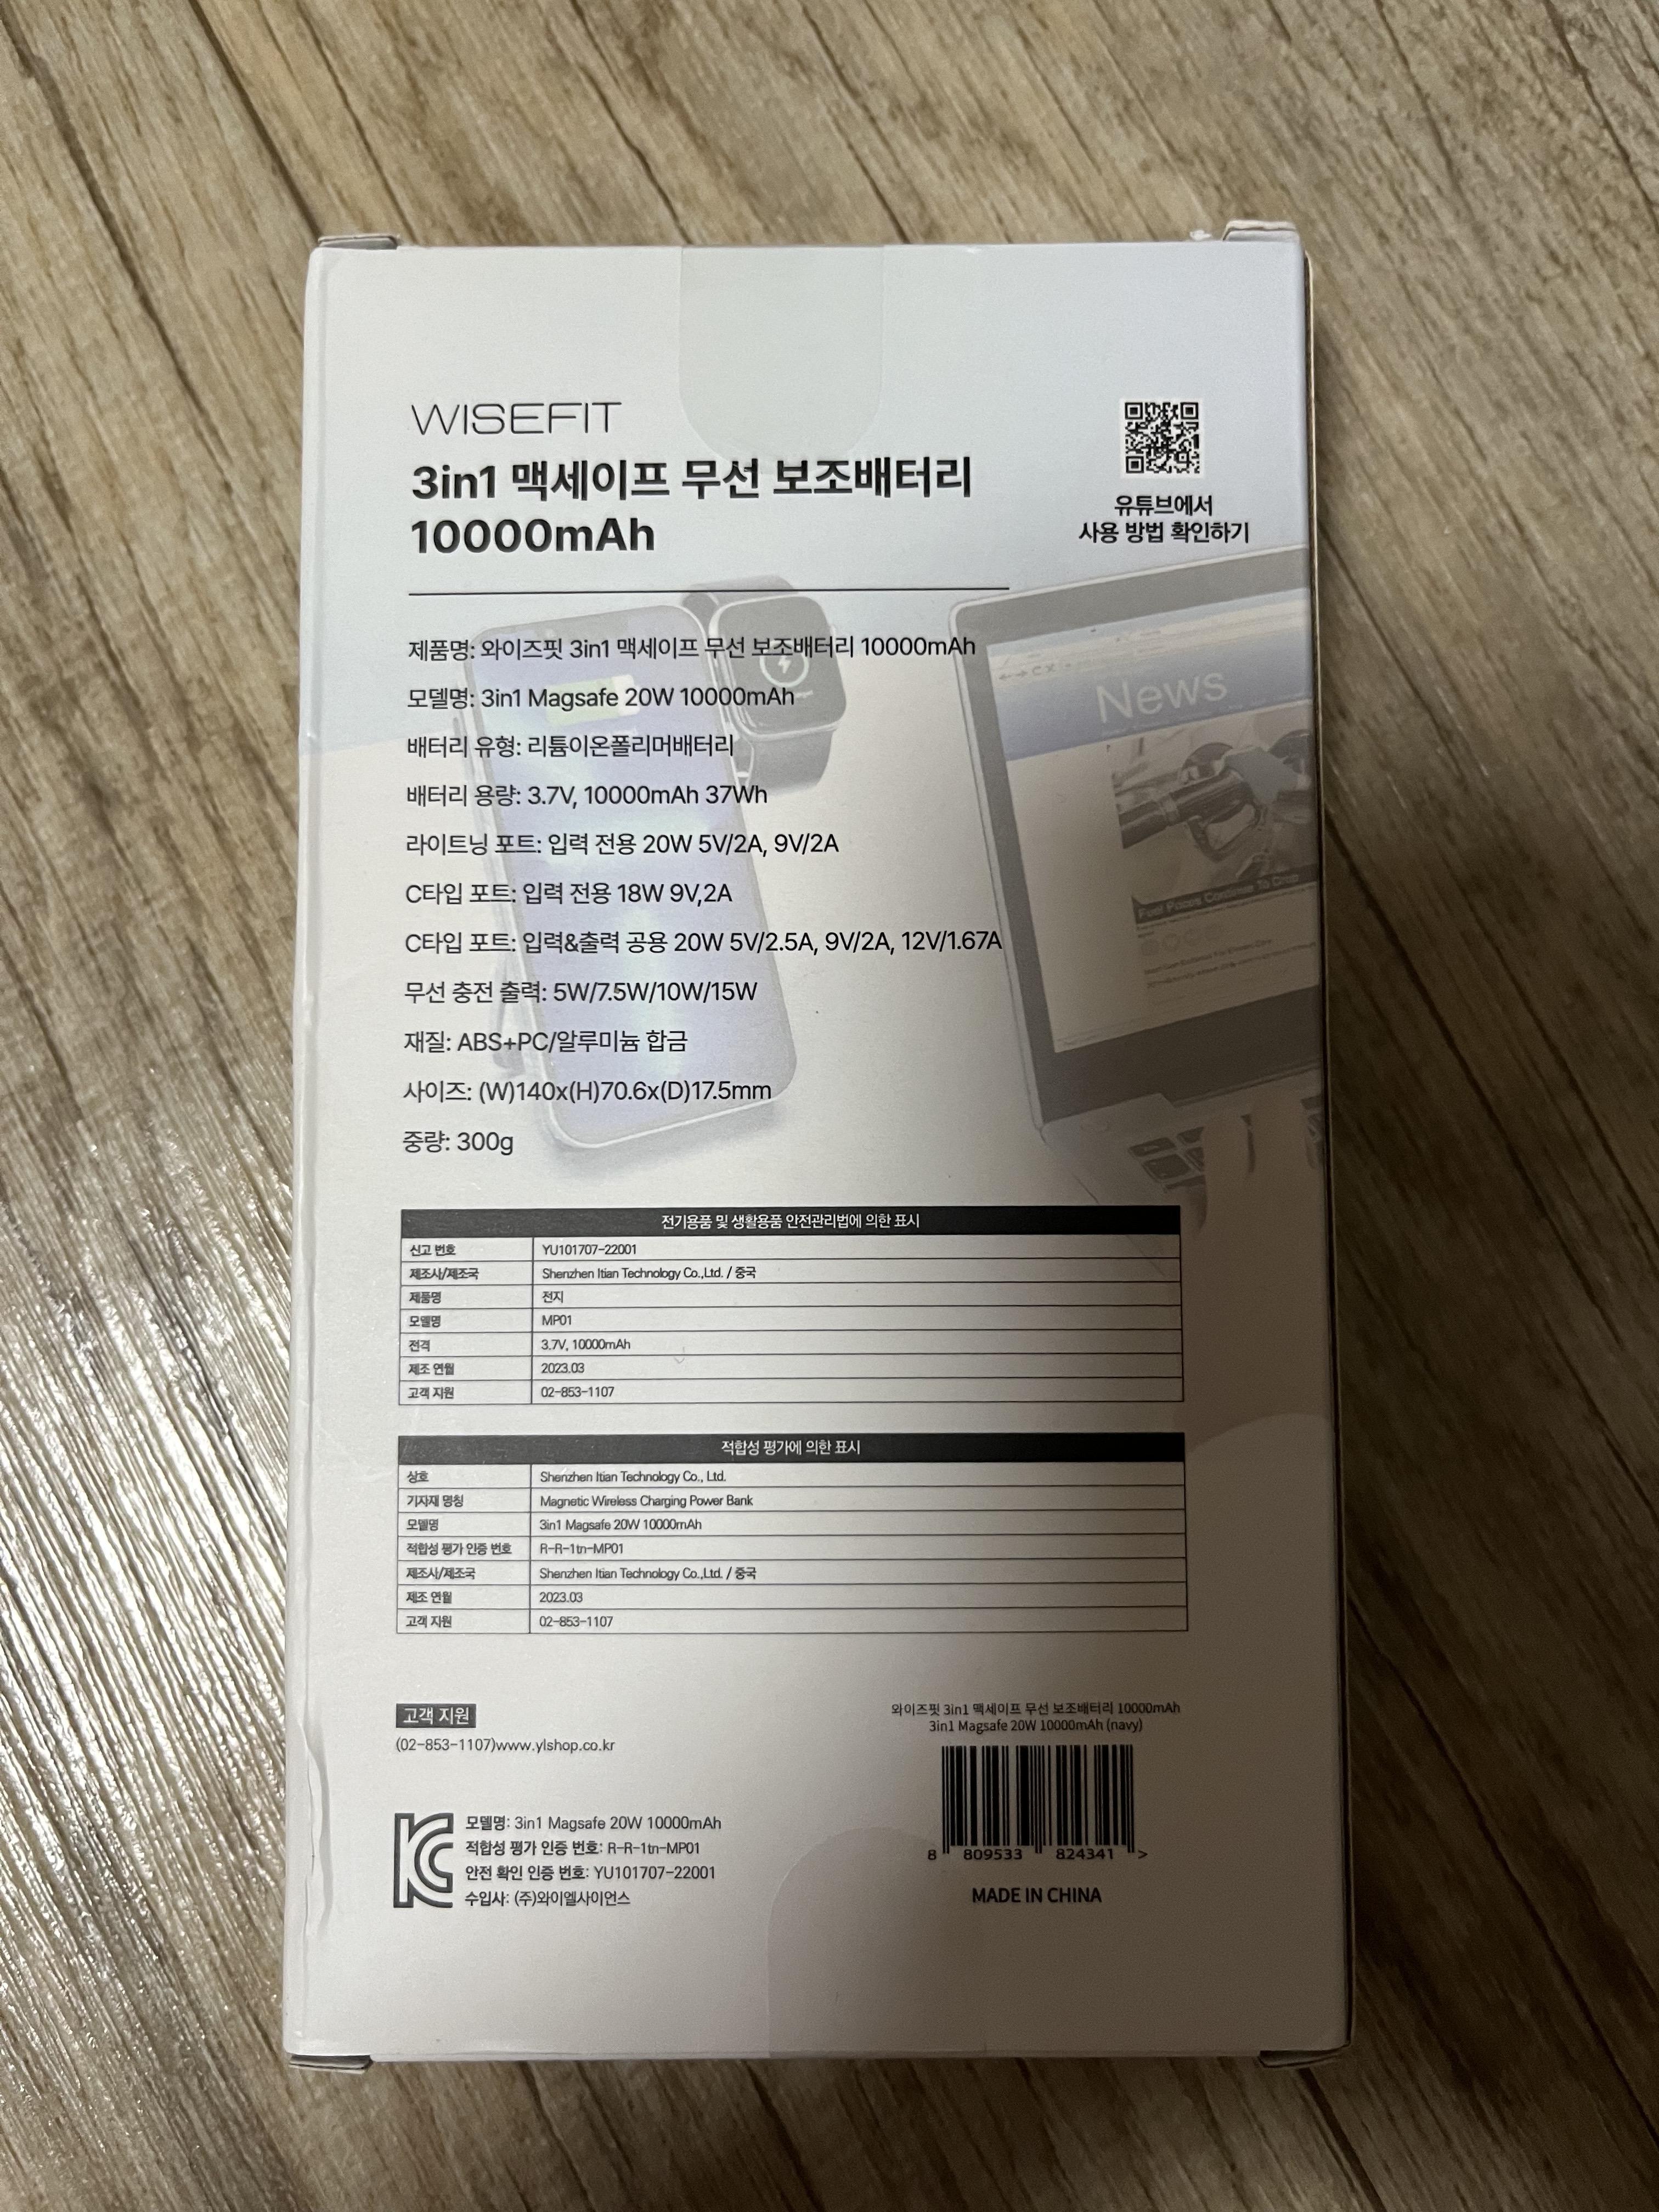 WISEFIT
3in1 맥세이프 무선 보조배터리
10000mAh
유튜브에서
사용 방법 확인하기
제품명: 와이즈핏 3in1 맥세이프 무선 보조배터리 10000mAh
모델명: 3in1 Magsafe 20W 10000mAh
배터리 유형: 리튬이온폴리머배터리
배터리 용량: 3.7V, 10000mAh 37Wh
라이트닝 포트: 입력 전용 20W 5V/2A, 9V/2A
C타입 포트: 입력 전용 18W 9V,2A
C타입 포트: 입력&출력 공용 20W 5V/2.5A, 9V/2A, 12V/1.67A
무선 충전 출력: 5W/7.5W/10W/15W
재질: ABS+PC/알루미늄 합금
사이즈: (W)140x(H)70.6x(D)17.5mm
중량: 300g
News
Fuel Prices Continue To Drop
전기용품 및 생활용품 안전관리법에 의한 표시
신고 번호 YU101707-22001
제조사/제조국 Shenzhen Itian Technology Co.,Ltd. / 중국
제품명 전지
모델명 MP01
전격 3.7V, 10000mAh
제조 연월 2023.03
고객 지원 02-853-1107
적합성 평가에 의한 표시
상호 Shenzhen Itian Technology Co., Ltd.
기자재 명칭 Magnetic Wireless Charging Power Bank
모델명 3in1 Magsafe 20W 10000mAh
적합성 평가 인증 번호 R-R-1tn-MP01
제조사/제조국 Shenzhen Itian Technology Co.,Ltd. / 중국
제조 연월 2023.03
고객 지원 02-853-1107
고객 지원
(02-853-1107)www.ylshop.co.kr
KC
모델명: 3in1 Magsafe 20W 10000mAh
적합성 평가 인증 번호: R-R-1tn-MP01
안전 확인 인증 번호: YU101707-22001
수입사: (주)와이엘사이언스
와이즈핏 3in1 맥세이프 무선 보조배터리 10000mAh
3in1 Magsafe 20W 10000mAh (navy)
8 809533 824341 >
MADE IN CHINA